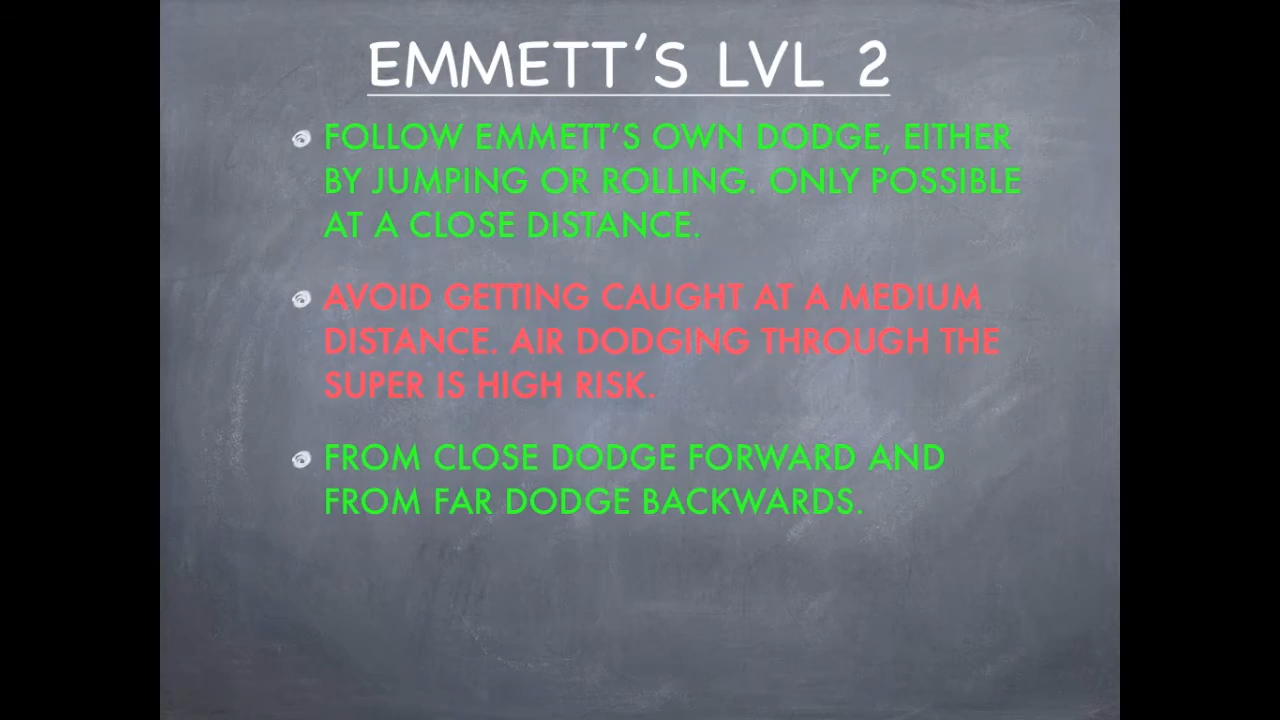 EMMETT'S LVL 2
FOLLOW EMMETT'S OWN DODGE, EITHER
BY JUMPING OR ROLLING. ONLY POSSIBLE
AT A CLOSE DISTANCE.
AVOID GETTING CAUGHT AT A MEDIUM
DISTANCE. AIR DODGING THROUGH THE
SUPER IS HIGH RISK.
FROM CLOSE DODGE FORWARD AND
FROM FAR DODGE BACKWARDS.